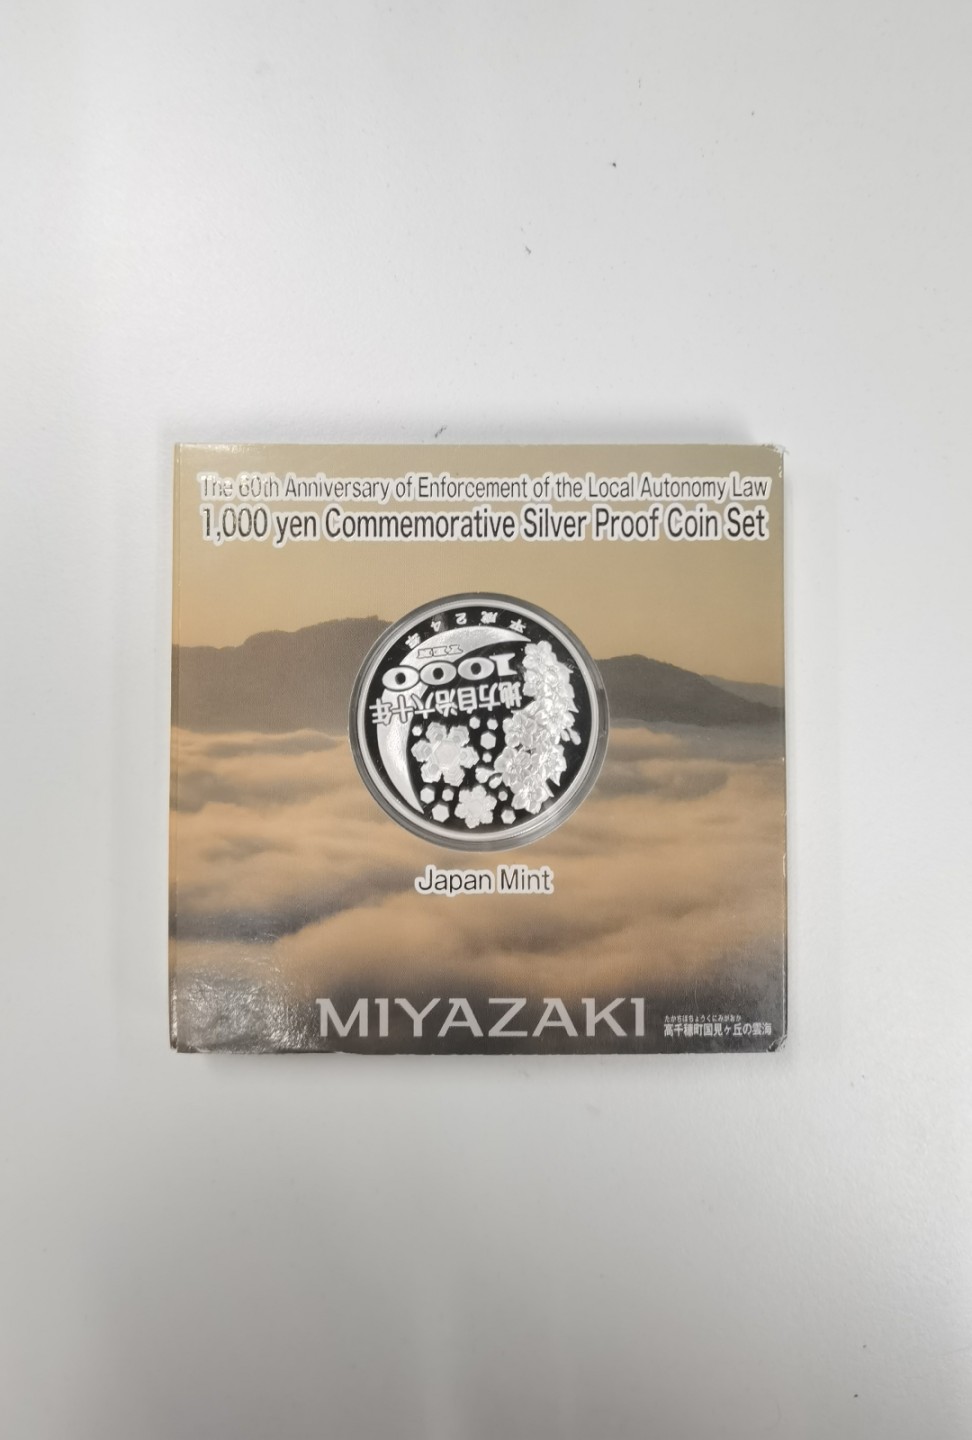 The 60th Anniversary of Enforcement of the Local Autonomy Law
1,000 yen Commemorative Silver Proof Coin Set
平成24年
1000
地方自治六十年
Japan Mint
MIYAZAKI
たかちほちょうくにみがおか
高千穂町国見ヶ丘の雲海